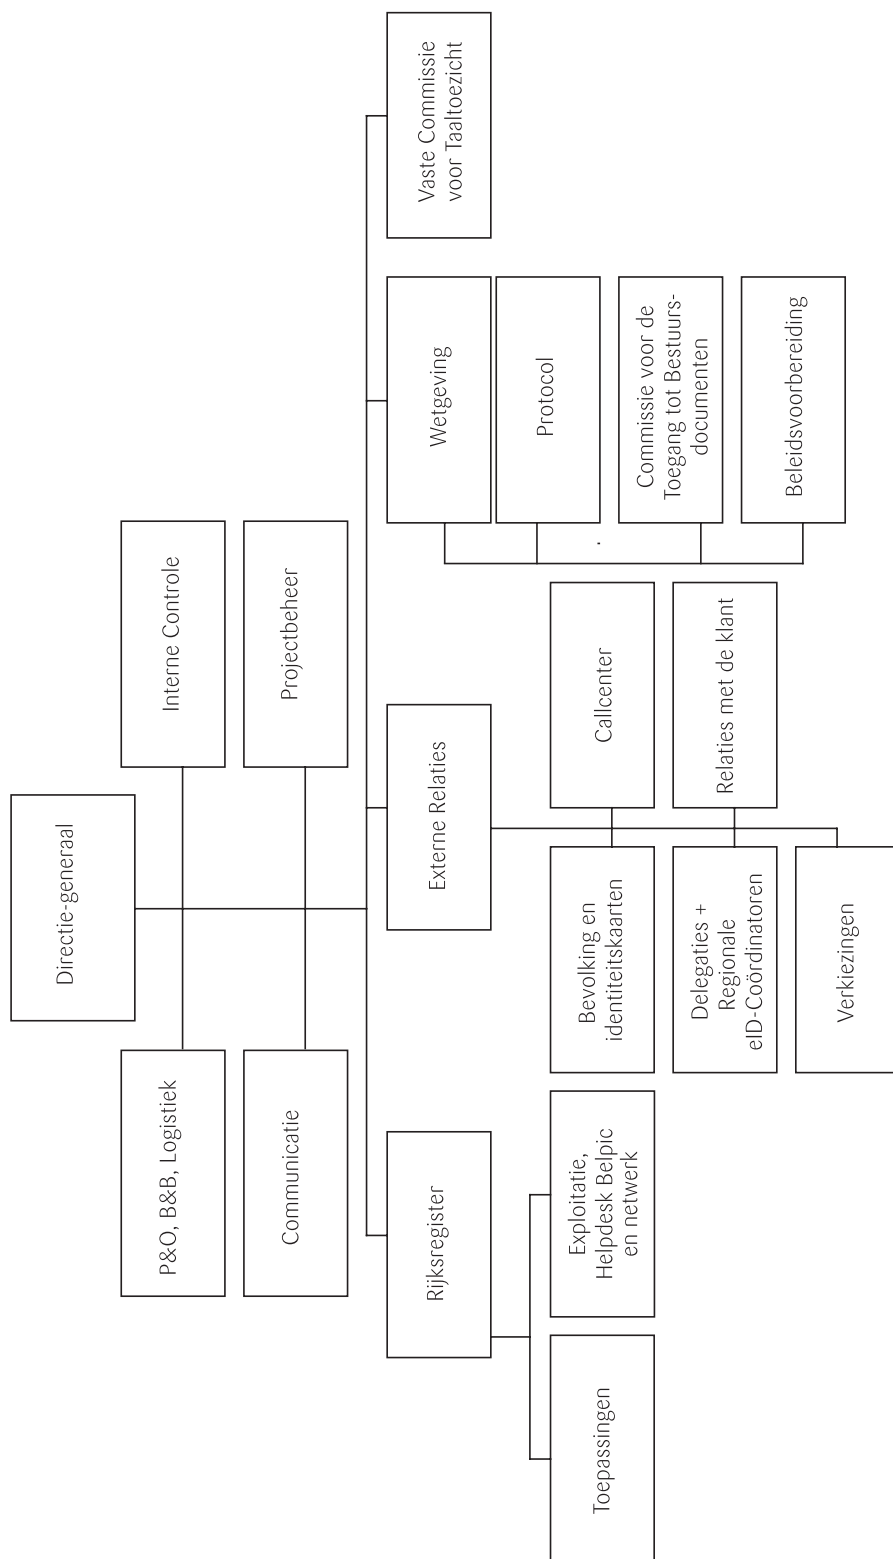 Directie-generaal
P&O, B&B, Logistiek
Interne Controle
Communicatie
Projectbeheer
Rijksregister
Externe Relaties
Wetgeving
Vaste Commissie
voor Taaltoezicht
Protocol
Toepassingen
Exploitatie,
Helpdesk Belpic
en netwerk
Bevolking en
identiteitskaarten
Callcenter
Commissie voor de
Toegang tot Bestuurs-
documenten
Delegaties +
Regionale
eID-Coördinatoren
Relaties met de klant
Beleidsvoorbereiding
Verkiezingen